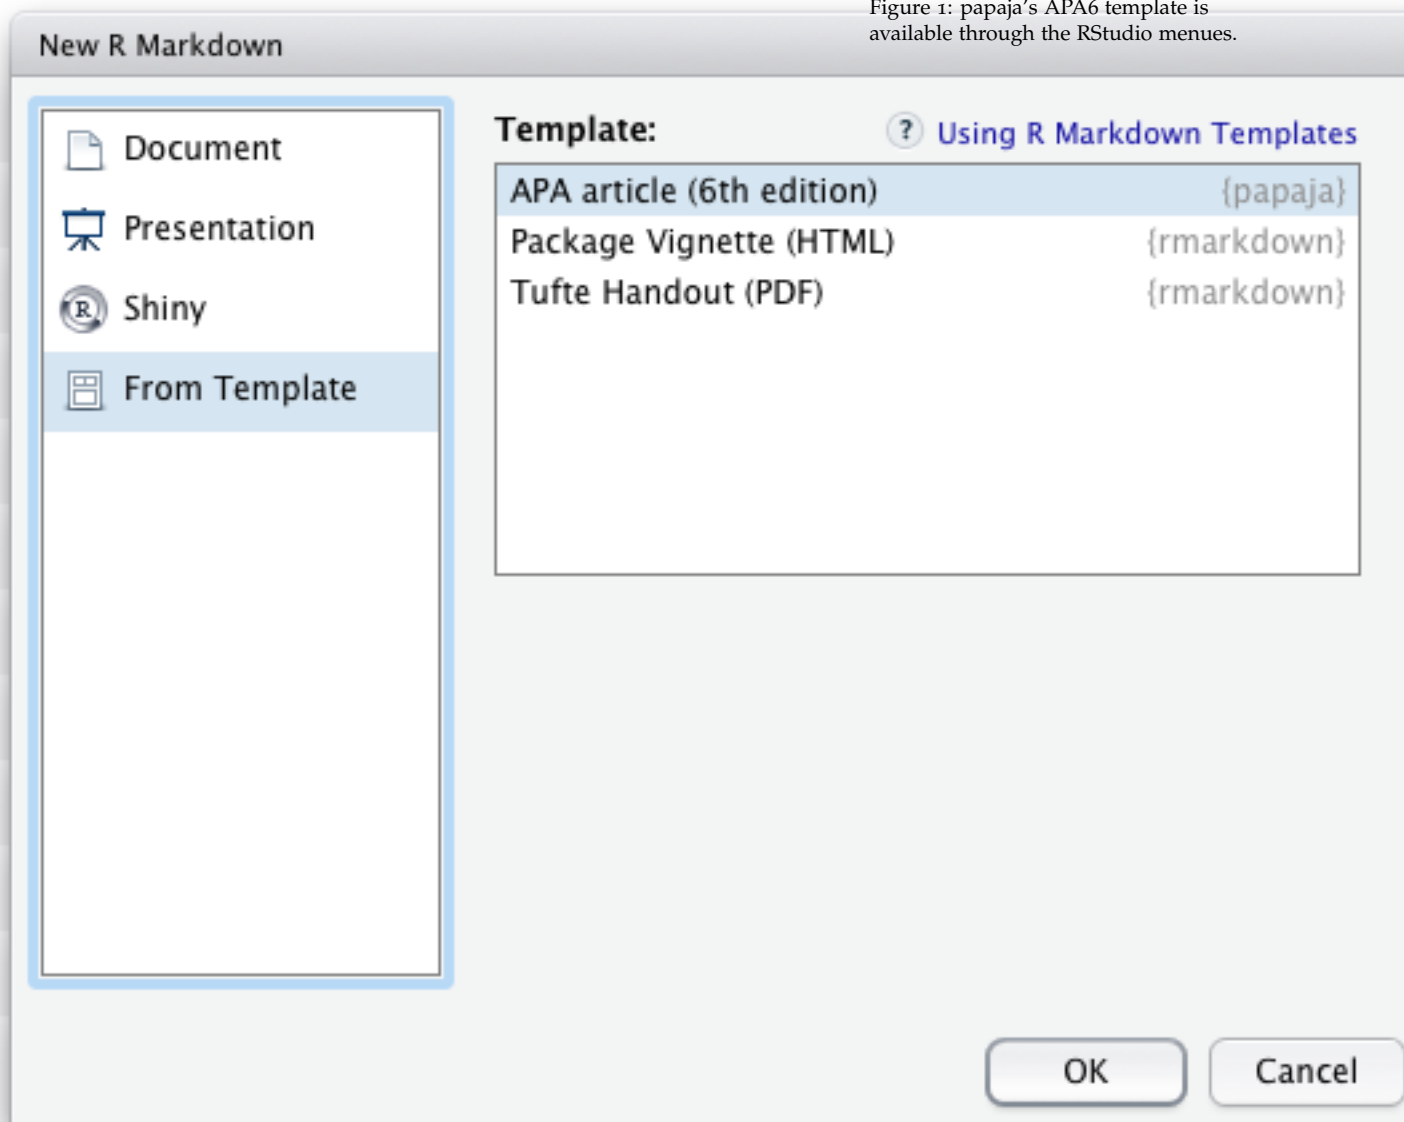 Figure 1: papaja's APA6 template is
available through the RStudio menues.
New R Markdown
Document
Presentation
R Shiny
From Template
Template:
? Using R Markdown Templates
APA article (6th edition) {papaja}
Package Vignette (HTML) {rmarkdown}
Tufte Handout (PDF) {rmarkdown}
OK Cancel